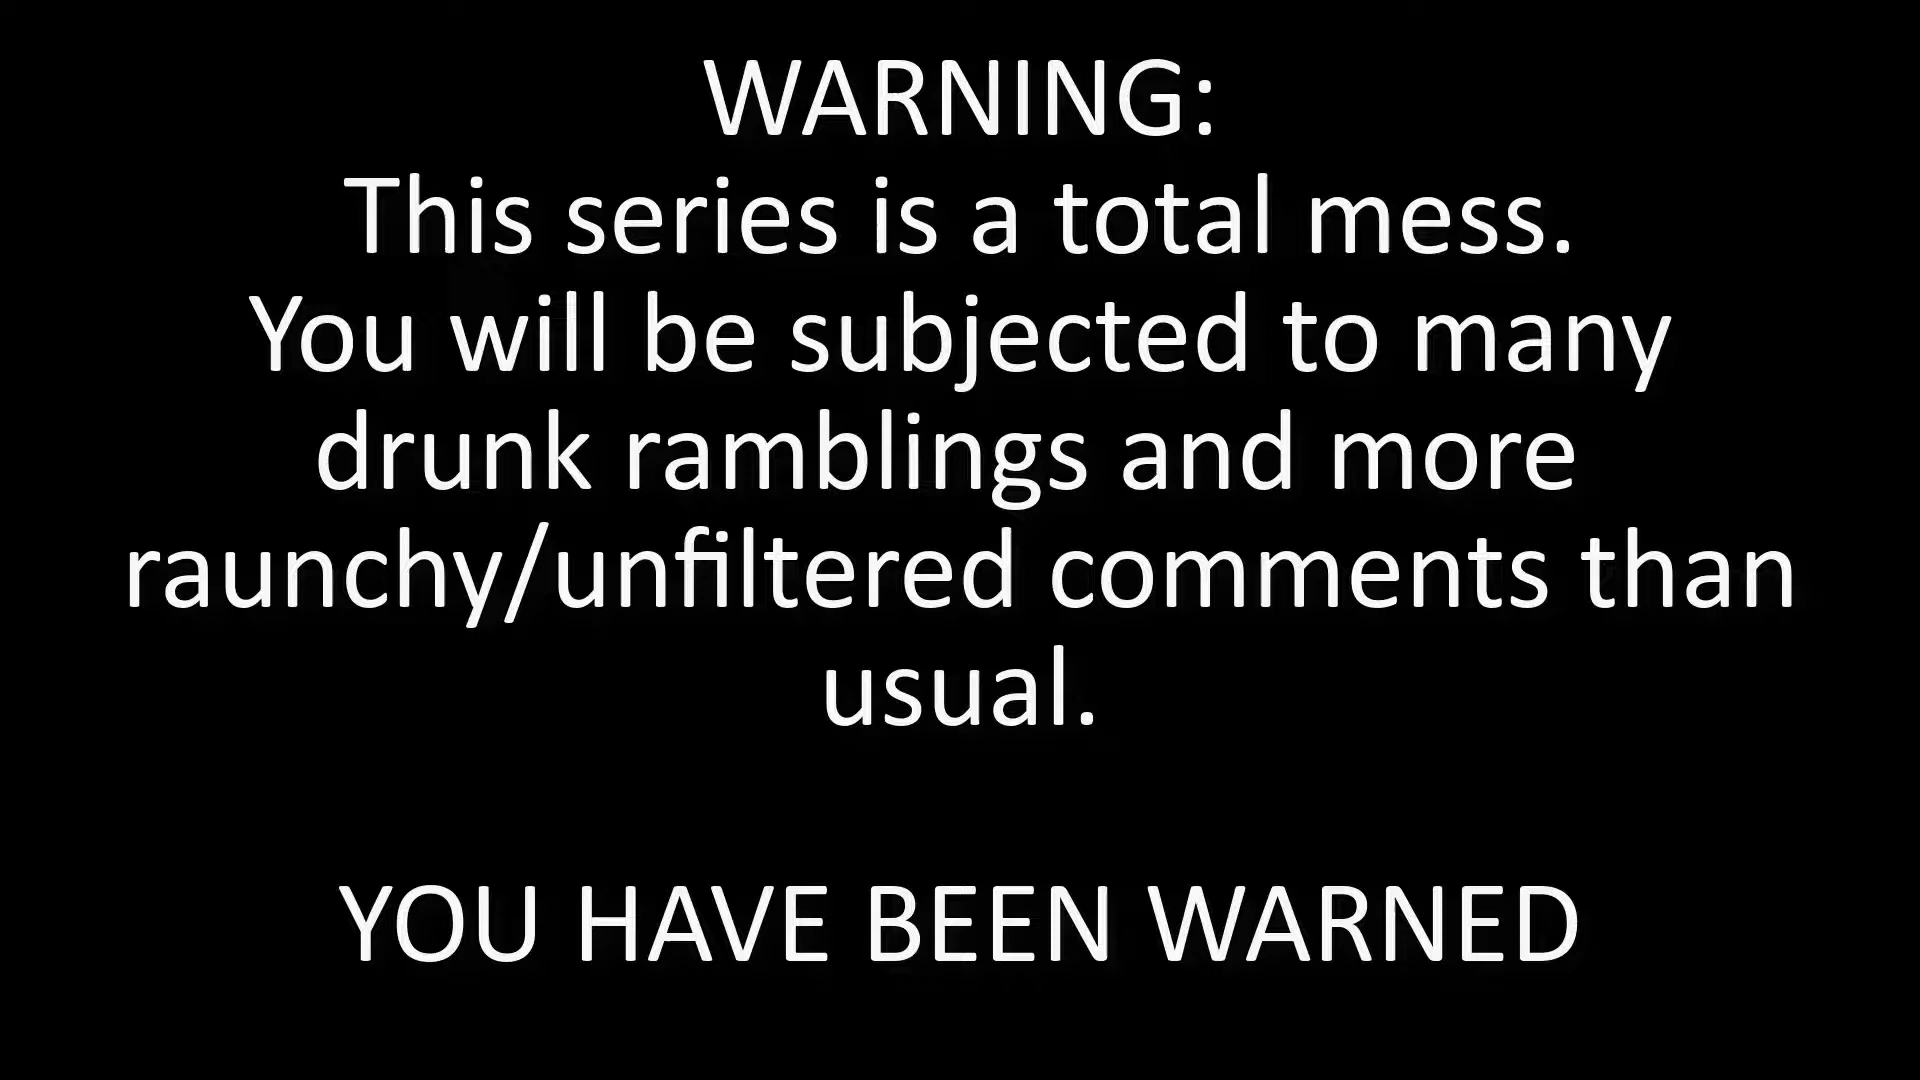 WARNING:
This series is a total mess.
You will be subjected to many
drunk ramblings and more
raunchy/unfiltered comments than
usual.
YOU HAVE BEEN WARNED